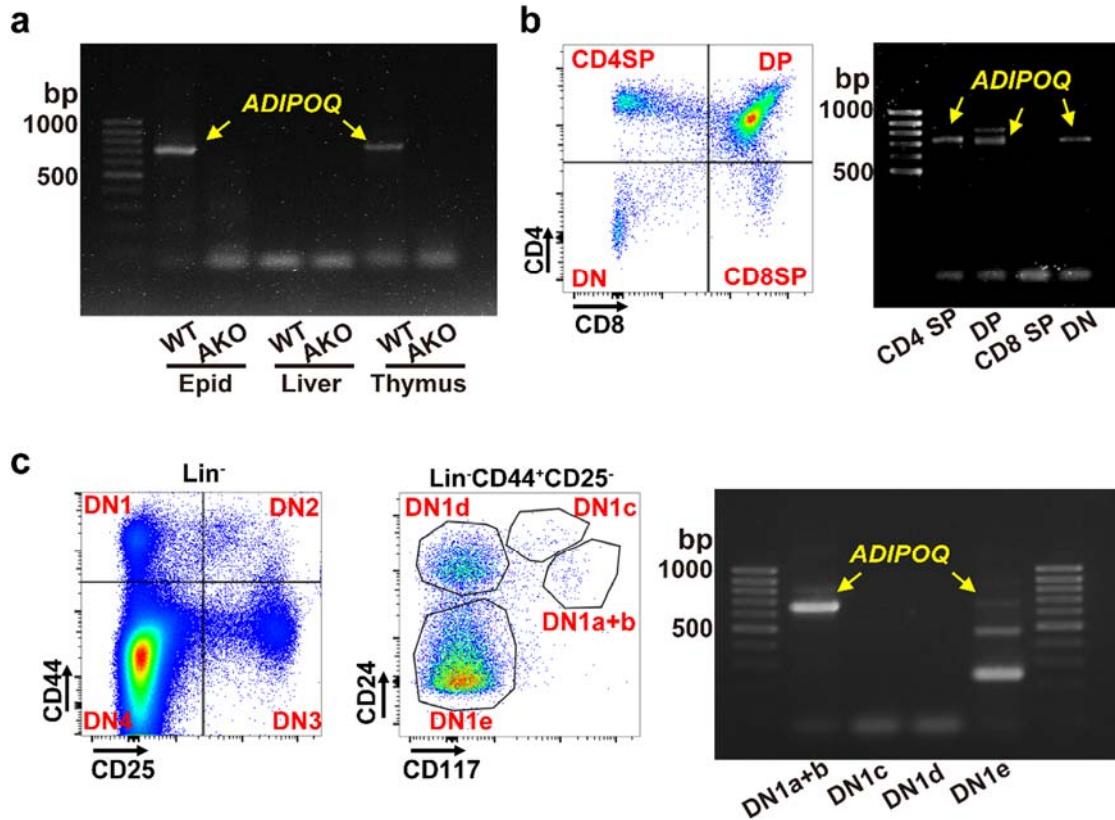 a
bp
1000
500
ADIPOQ
WT
AKO
WT
AKO
WT
AKO
Epid
Liver
Thymus
b
CD4SP
DP
DN
CD8SP
CD4
CD8
bp
1000
500
ADIPOQ
CD4 SP
DP
CD8 SP
DN
c
Lin-
DN1
DN2
DN4
DN3
CD44
CD25
Lin-CD44+CD25-
DN1d
DN1c
DN1a+b
DN1e
CD24
CD117
bp
1000
500
ADIPOQ
DN1a+b
DN1c
DN1d
DN1e